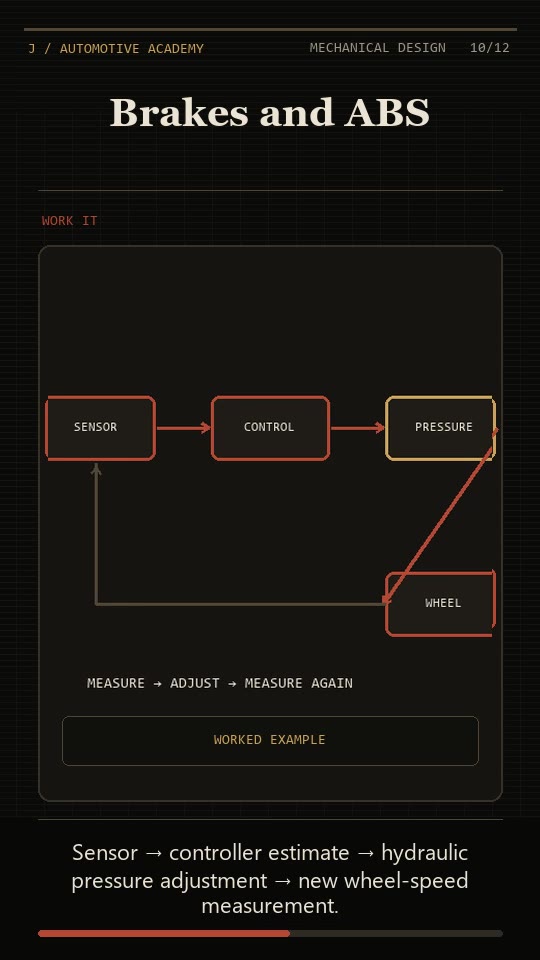 J / AUTOMOTIVE ACADEMY
MECHANICAL DESIGN 10/12
Brakes and ABS
WORK IT
SENSOR
CONTROL
PRESSURE
WHEEL
MEASURE → ADJUST → MEASURE AGAIN
WORKED EXAMPLE
Sensor → controller estimate → hydraulic
pressure adjustment → new wheel-speed
measurement.